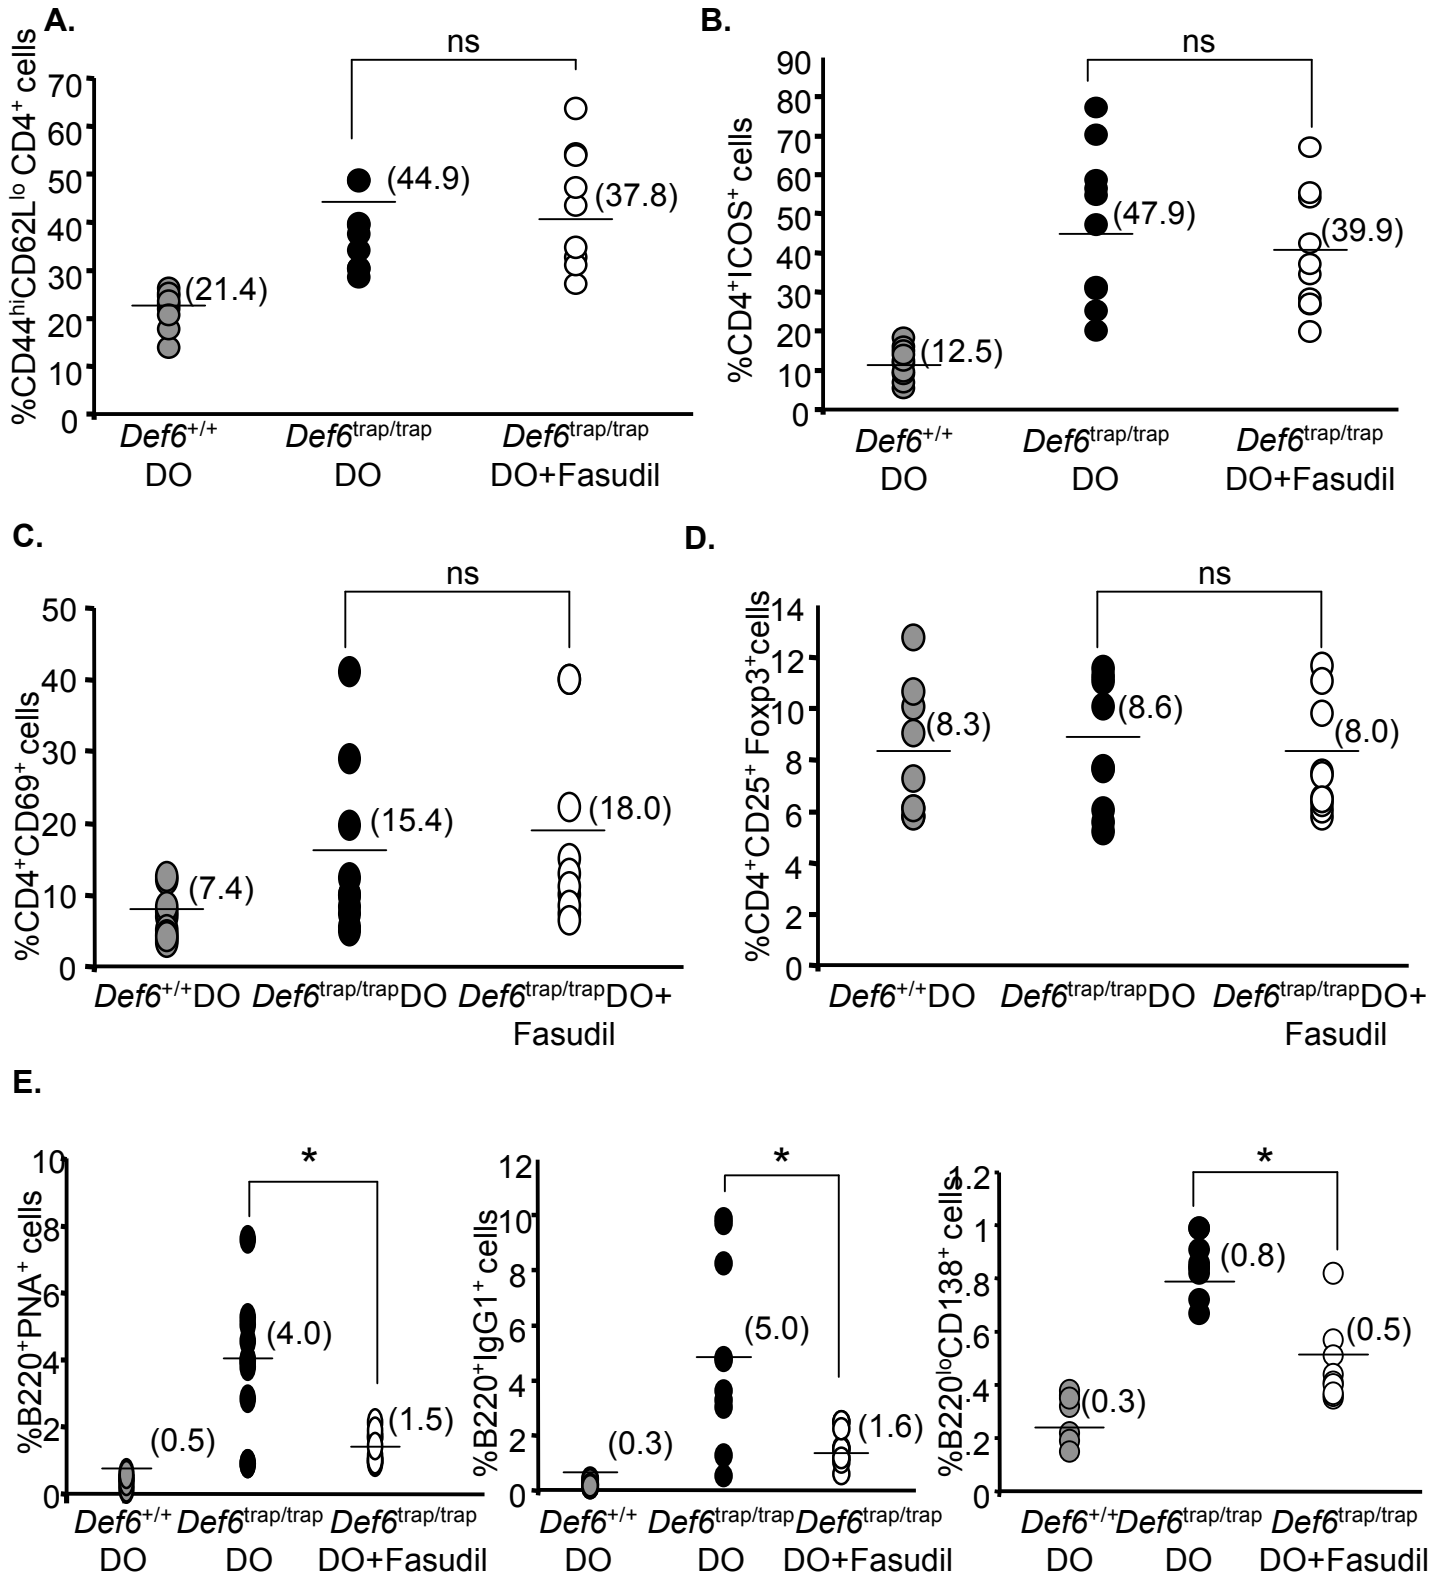 A.
ns
%CD44hiCD62Llo CD4+ cells
70
60
50
40
30
20
10
0
(21.4)
(44.9)
(37.8)
Def6+/+ Def6trap/trap Def6trap/trap
DO DO DO+Fasudil
B.
ns
%CD4+ICOS+ cells
90
80
70
60
50
40
30
20
10
0
(12.5)
(47.9)
(39.9)
Def6+/+ Def6trap/trap Def6trap/trap
DO DO DO+Fasudil
C.
ns
%CD4+CD69+ cells
50
40
30
20
10
0
(7.4)
(15.4)
(18.0)
Def6+/+DO Def6trap/trapDO Def6trap/trapDO+
Fasudil
D.
ns
%CD4+CD25+ Foxp3+cells
14
12
10
8
6
4
2
0
(8.3)
(8.6)
(8.0)
Def6+/+DO Def6trap/trapDO Def6trap/trapDO+
Fasudil
E.
*
%B220+PNA+ cells
10
8
6
4
2
0
(0.5)
(4.0)
(1.5)
Def6+/+ Def6trap/trap Def6trap/trap
DO DO DO+Fasudil
*
%B220+IgG1+ cells
12
10
8
6
4
2
0
(0.3)
(5.0)
(1.6)
Def6+/+ Def6trap/trap Def6trap/trap
DO DO DO+Fasudil
*
%B220loCD138+ cells
1.2
1
.8
.6
.4
.2
0
(0.3)
(0.8)
(0.5)
Def6+/+ Def6trap/trap Def6trap/trap
DO DO DO+Fasudil